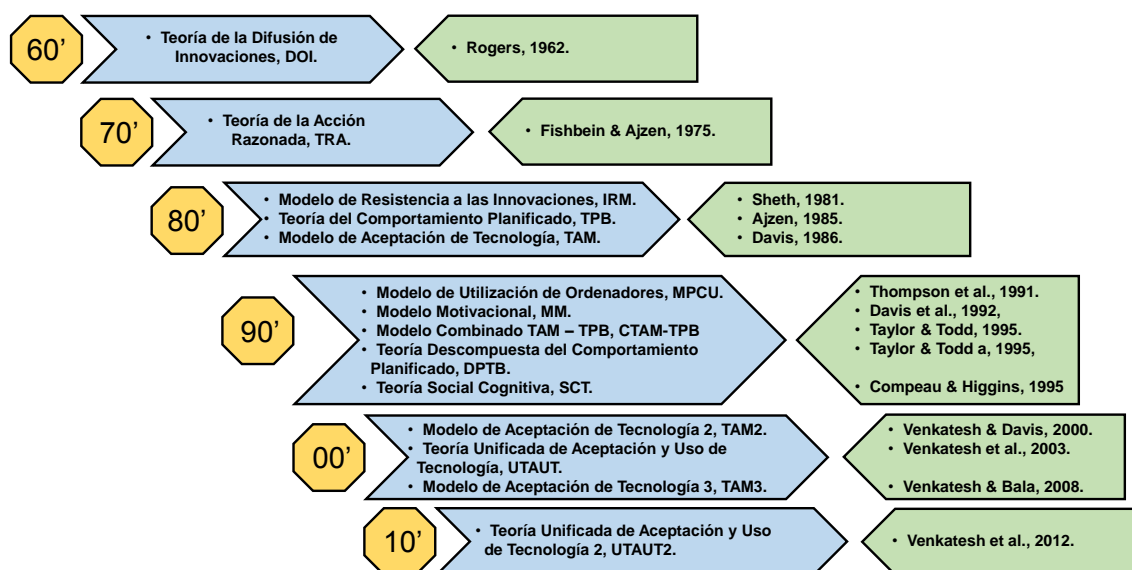 60’
• Teoría de la Difusión de
Innovaciones, DOI.
• Rogers, 1962.
70’
• Teoría de la Acción
Razonada, TRA.
• Fishbein & Ajzen, 1975.
80’
• Modelo de Resistencia a las Innovaciones, IRM.
• Teoría del Comportamiento Planificado, TPB.
• Modelo de Aceptación de Tecnología, TAM.
• Sheth, 1981.
• Ajzen, 1985.
• Davis, 1986.
90’
• Modelo de Utilización de Ordenadores, MPCU.
• Modelo Motivacional, MM.
• Modelo Combinado TAM – TPB, CTAM-TPB
• Teoría Descompuesta del Comportamiento
Planificado, DPTB.
• Teoría Social Cognitiva, SCT.
• Thompson et al., 1991.
• Davis et al., 1992,
• Taylor & Todd, 1995.
• Taylor & Todd a, 1995,
• Compeau & Higgins, 1995
00’
• Modelo de Aceptación de Tecnología 2, TAM2.
• Teoría Unificada de Aceptación y Uso de
Tecnología, UTAUT.
• Modelo de Aceptación de Tecnología 3, TAM3.
• Venkatesh & Davis, 2000.
• Venkatesh et al., 2003.
• Venkatesh & Bala, 2008.
10’
• Teoría Unificada de Aceptación y Uso
de Tecnología 2, UTAUT2.
• Venkatesh et al., 2012.